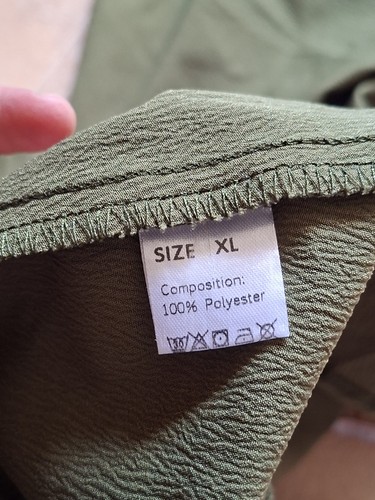 SIZE XL
Composition:
100% Polyester